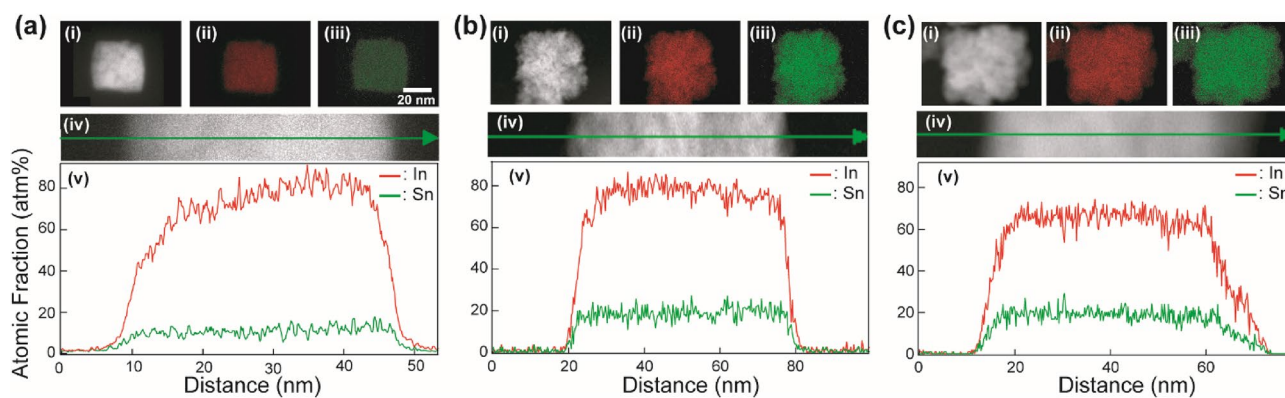 (a)
(i)
(ii)
(iii)
20 nm
(iv)
(v)
: In
: Sn
Atomic Fraction (atm%)
80
60
40
20
0
0
10
20
30
40
50
Distance (nm)
(b)
(i)
(ii)
(iii)
(iv)
(v)
: In
: Sn
80
60
40
20
0
0
20
40
60
80
Distance (nm)
(c)
(i)
(ii)
(iii)
(iv)
(v)
: In
: Sn
80
60
40
20
0
0
20
40
60
Distance (nm)